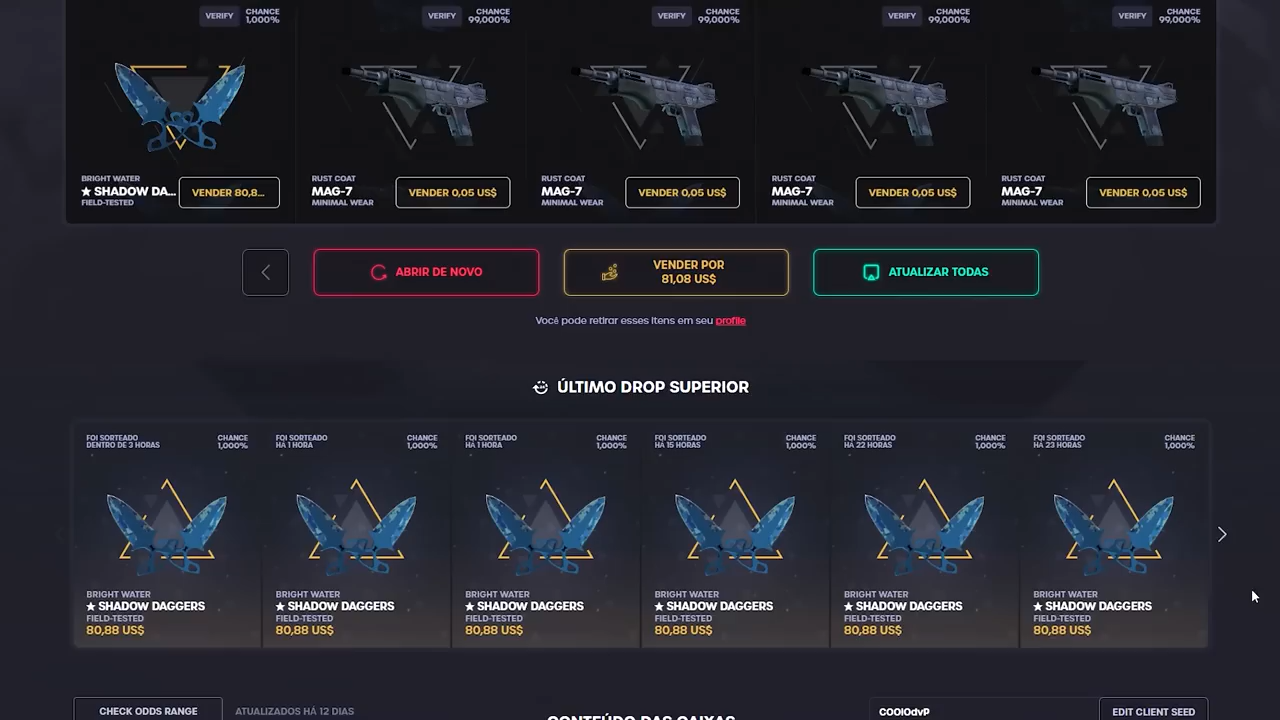 VERIFY
CHANCE
1,000%
VERIFY
CHANCE
99,000%
VERIFY
CHANCE
99,000%
VERIFY
CHANCE
99,000%
VERIFY
CHANCE
99,000%
BRIGHT WATER
★ SHADOW DA...
FIELD-TESTED
VENDER 80,8...
RUST COAT
MAG-7
MINIMAL WEAR
VENDER 0,05 US$
RUST COAT
MAG-7
MINIMAL WEAR
VENDER 0,05 US$
RUST COAT
MAG-7
MINIMAL WEAR
VENDER 0,05 US$
RUST COAT
MAG-7
MINIMAL WEAR
VENDER 0,05 US$
ABRIR DE NOVO
VENDER POR
81,08 US$
ATUALIZAR TODAS
Você pode retirar esses itens em seu profile
ÚLTIMO DROP SUPERIOR
FOI SORTEADO
DENTRO DE 3 HORAS
CHANCE
1,000%
FOI SORTEADO
HÁ 1 HORA
CHANCE
1,000%
FOI SORTEADO
HÁ 1 HORA
CHANCE
1,000%
FOI SORTEADO
HÁ 15 HORAS
CHANCE
1,000%
FOI SORTEADO
HÁ 22 HORAS
CHANCE
1,000%
FOI SORTEADO
HÁ 23 HORAS
CHANCE
1,000%
BRIGHT WATER
★ SHADOW DAGGERS
FIELD-TESTED
80,88 US$
BRIGHT WATER
★ SHADOW DAGGERS
FIELD-TESTED
80,88 US$
BRIGHT WATER
★ SHADOW DAGGERS
FIELD-TESTED
80,88 US$
BRIGHT WATER
★ SHADOW DAGGERS
FIELD-TESTED
80,88 US$
BRIGHT WATER
★ SHADOW DAGGERS
FIELD-TESTED
80,88 US$
BRIGHT WATER
★ SHADOW DAGGERS
FIELD-TESTED
80,88 US$
CHECK ODDS RANGE
ATUALIZADOS HÁ 12 DIAS
CONTEÚDO DAS CAIXAS
COOIOdvP
EDIT CLIENT SEED